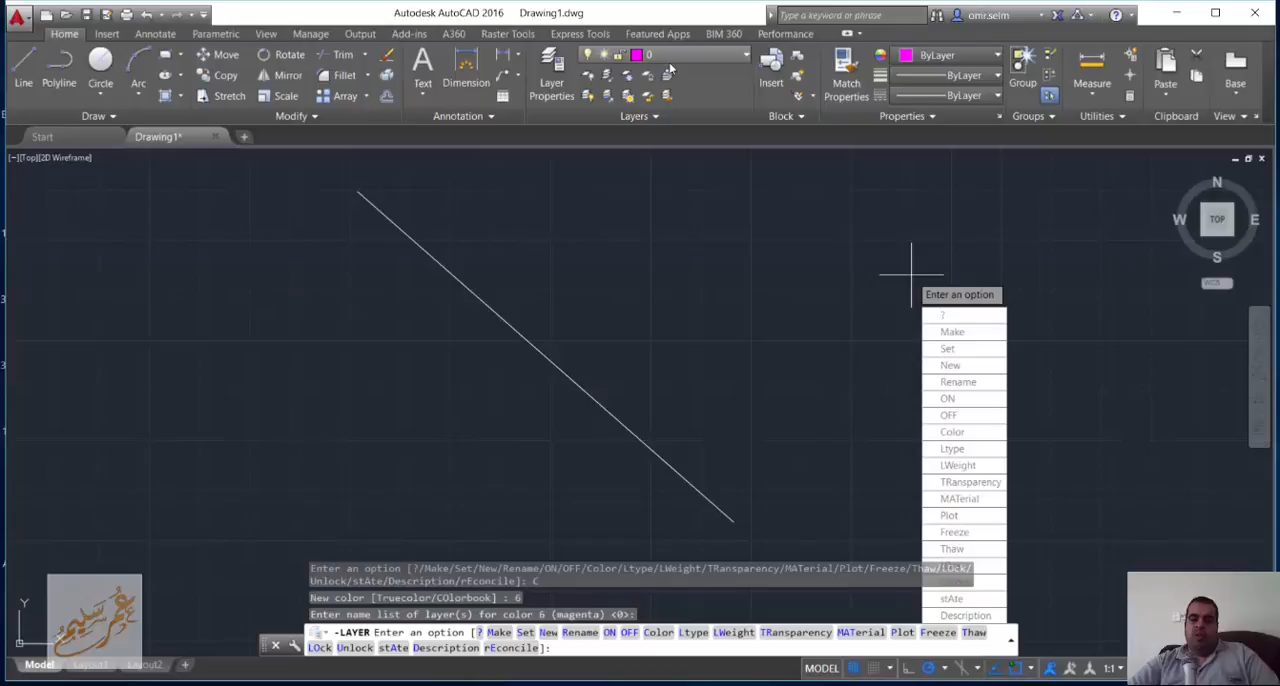 Autodesk AutoCAD 2016 Drawing1.dwg
Type a keyword or phrase
omr.selm
Home Insert Annotate Parametric View Manage Output Add-ins A360 Raster Tools Express Tools Featured Apps BIM 360 Performance
Line Polyline Circle Arc
Move Rotate Trim
Copy Mirror Fillet
Stretch Scale Array
Text Dimension
Layer Properties
0
Insert
Match Properties
ByLayer
ByLayer
ByLayer
Group
Measure
Paste
Base
Draw Modify Annotation Layers Block Properties Groups Utilities Clipboard View
Start Drawing1*
[−][Top][2D Wireframe]
N
W TOP E
S
WCS
Enter an option
?
Make
Set
New
Rename
ON
OFF
Color
Ltype
LWeight
TRansparency
MATerial
Plot
Freeze
Thaw
stAte
Description
Enter an option [?/Make/Set/New/Rename/ON/OFF/Color/Ltype/LWeight/TRansparency/MATerial/Plot/Freeze/Thaw/LOck/
Unlock/stAte/Description/rEconcile]: C
New color [Truecolor/COlorbook] : 6
Enter name list of layer(s) for color 6 (magenta) <0>:
-LAYER Enter an option [? Make Set New Rename ON OFF Color Ltype LWeight TRansparency MATerial Plot Freeze Thaw
LOck Unlock stAte Description rEconcile]:
Y
X
عمر سليم
Model Layout1 Layout2
MODEL 1:1